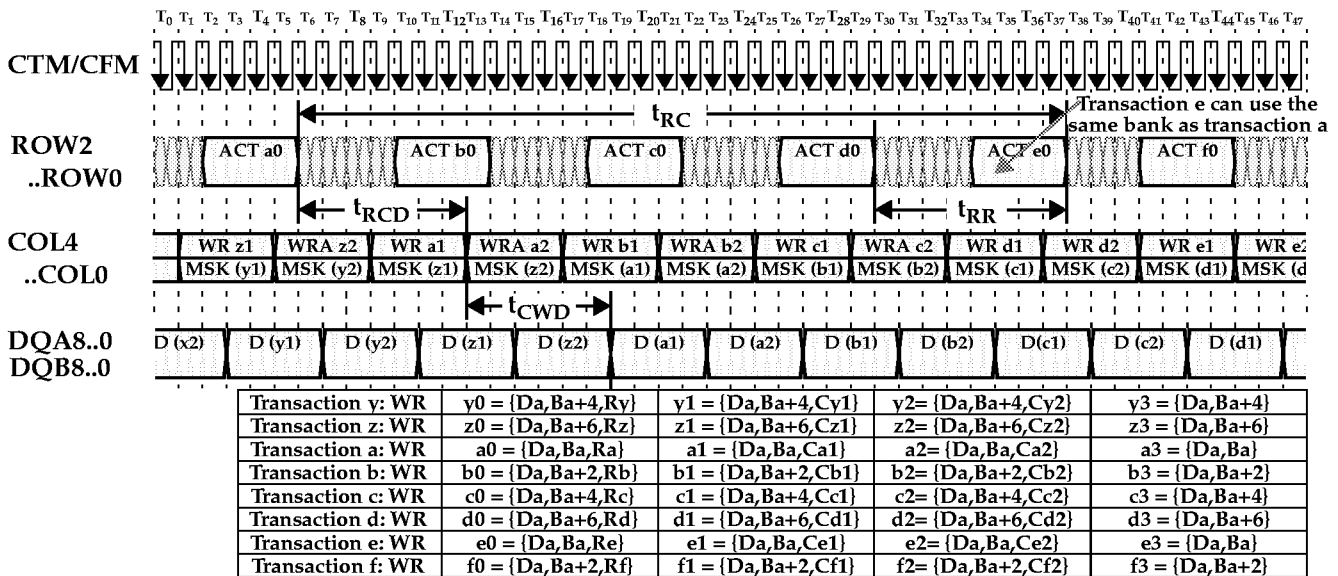 T0 T1 T2 T3 T4 T5 T6 T7 T8 T9 T10 T11 T12 T13 T14 T15 T16 T17 T18 T19 T20 T21 T22 T23 T24 T25 T26 T27 T28 T29 T30 T31 T32 T33 T34 T35 T36 T37 T38 T39 T40 T41 T42 T43 T44 T45 T46 T47
CTM/CFM
tRC
Transaction e can use the
same bank as transaction a
ROW2
..ROW0
ACT a0 ACT b0 ACT c0 ACT d0 ACT e0 ACT f0
tRCD tRR
COL4
..COL0
WR z1 WRA z2 WR a1 WRA a2 WR b1 WRA b2 WR c1 WRA c2 WR d1 WR d2 WR e1 WR e2
MSK (y1) MSK (y2) MSK (z1) MSK (z2) MSK (a1) MSK (a2) MSK (b1) MSK (b2) MSK (c1) MSK (c2) MSK (d1) MSK (d
tCWD
DQA8..0
DQB8..0
D (x2) D (y1) D (y2) D (z1) D (z2) D (a1) D (a2) D (b1) D (b2) D(c1) D (c2) D (d1)
Transaction y: WR y0 = {Da,Ba+4,Ry} y1 = {Da,Ba+4,Cy1} y2= {Da,Ba+4,Cy2} y3 = {Da,Ba+4}
Transaction z: WR z0 = {Da,Ba+6,Rz} z1 = {Da,Ba+6,Cz1} z2= {Da,Ba+6,Cz2} z3 = {Da,Ba+6}
Transaction a: WR a0 = {Da,Ba,Ra} a1 = {Da,Ba,Ca1} a2= {Da,Ba,Ca2} a3 = {Da,Ba}
Transaction b: WR b0 = {Da,Ba+2,Rb} b1 = {Da,Ba+2,Cb1} b2= {Da,Ba+2,Cb2} b3 = {Da,Ba+2}
Transaction c: WR c0 = {Da,Ba+4,Rc} c1 = {Da,Ba+4,Cc1} c2= {Da,Ba+4,Cc2} c3 = {Da,Ba+4}
Transaction d: WR d0 = {Da,Ba+6,Rd} d1 = {Da,Ba+6,Cd1} d2= {Da,Ba+6,Cd2} d3 = {Da,Ba+6}
Transaction e: WR e0 = {Da,Ba,Re} e1 = {Da,Ba,Ce1} e2= {Da,Ba,Ce2} e3 = {Da,Ba}
Transaction f: WR f0 = {Da,Ba+2,Rf} f1 = {Da,Ba+2,Cf1} f2= {Da,Ba+2,Cf2} f3 = {Da,Ba+2}